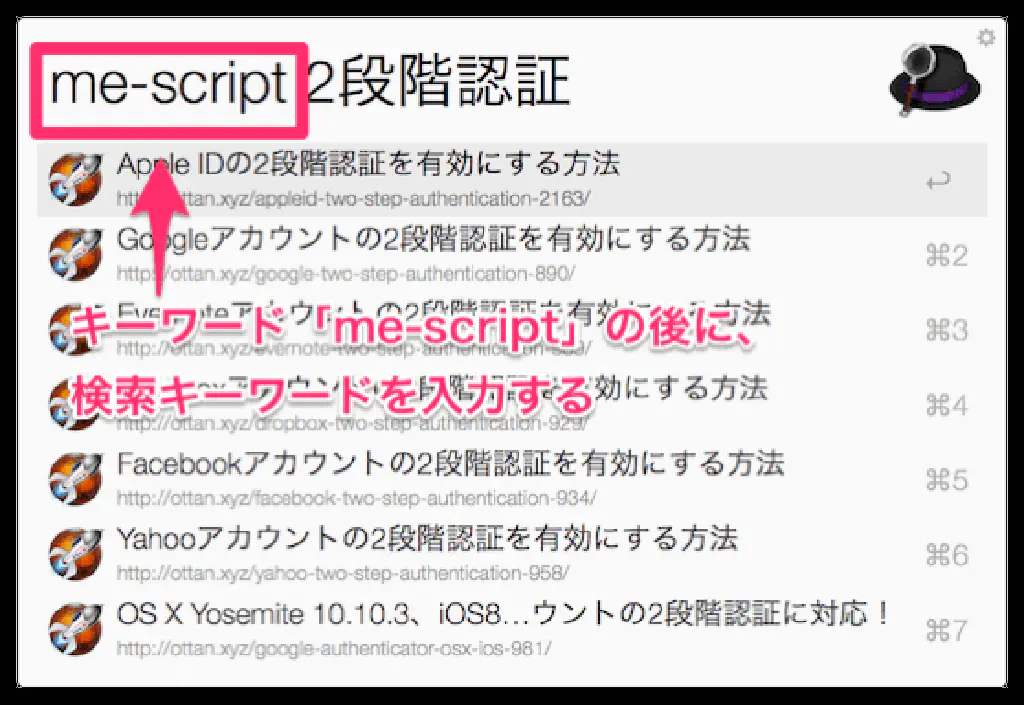 me-script 2段階認証
Apple IDの2段階認証を有効にする方法
http://ottan.xyz/appleid-two-step-authentication-2163/
Googleアカウントの2段階認証を有効にする方法
⌘2
http://ottan.xyz/google-two-step-authentication-890/
Evernoteアカウントの2段階認証を有効にする方法
⌘3
キーワード「me-script」の後に、
http://ottan.xyz/evernote-two-step-authentication
の2段階認証を有効にする方法
⌘4
検索キーワードを入力する
http://ottan.xyz/dropbox-two-step-authentication-929/
Facebookアカウントの2段階認証を有効にする方法
⌘5
http://ottan.xyz/facebook-two-step-authentication-934/
Yahooアカウントの2段階認証を有効にする方法
⌘6
http://ottan.xyz/yahoo-two-step-authentication-958/
OS X Yosemite 10.10.3、iOS8…ウントの2段階認証に対応！
⌘7
http://ottan.xyz/google-authenticator-osx-ios-981/